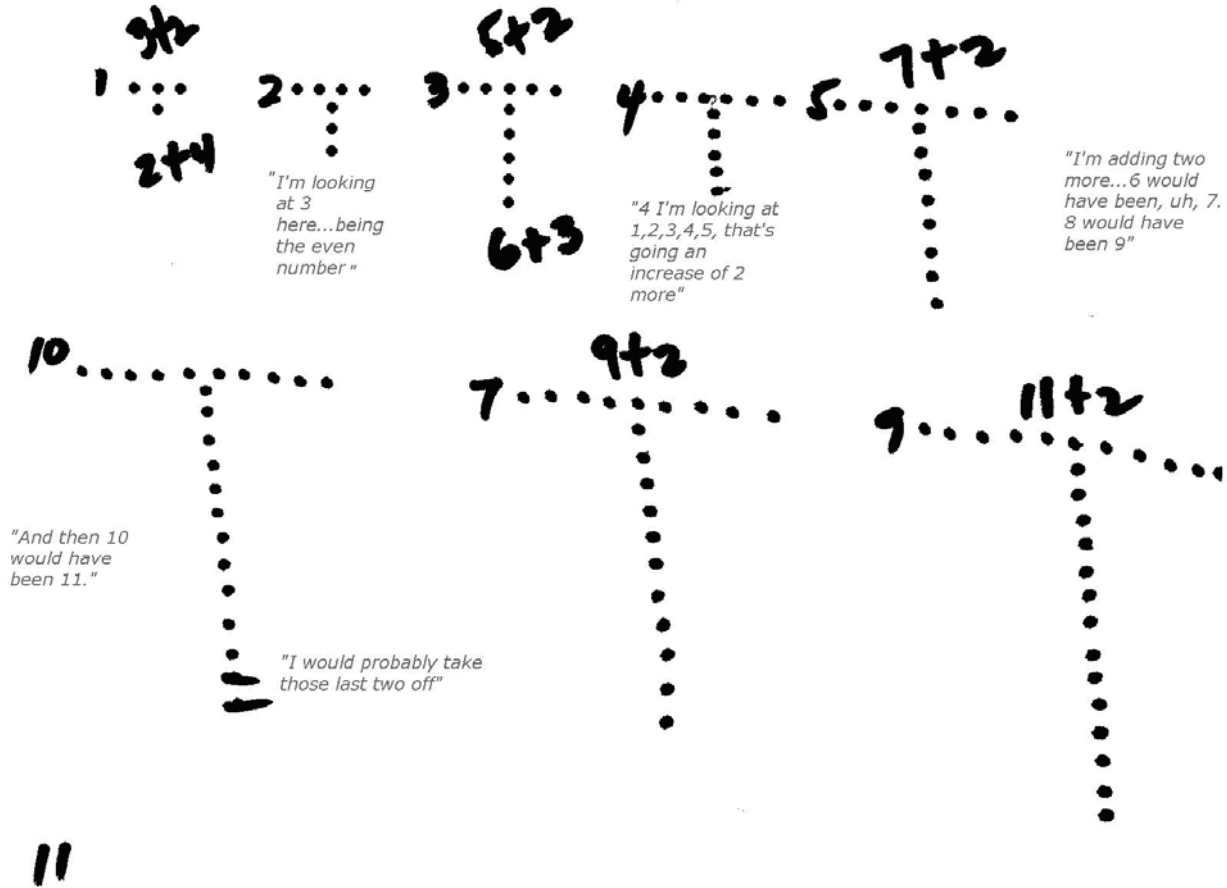 3+2
5+2
7+2
1
2
3
4
5
2+4
"I'm looking
at 3
here...being
the even
number "
6+3
"4 I'm looking at
1,2,3,4,5, that's
going an
increase of 2
more"
"I'm adding two
more...6 would
have been, uh, 7.
8 would have
been 9"
10
9+2
7
11+2
9
"And then 10
would have
been 11."
"I would probably take
those last two off"
11